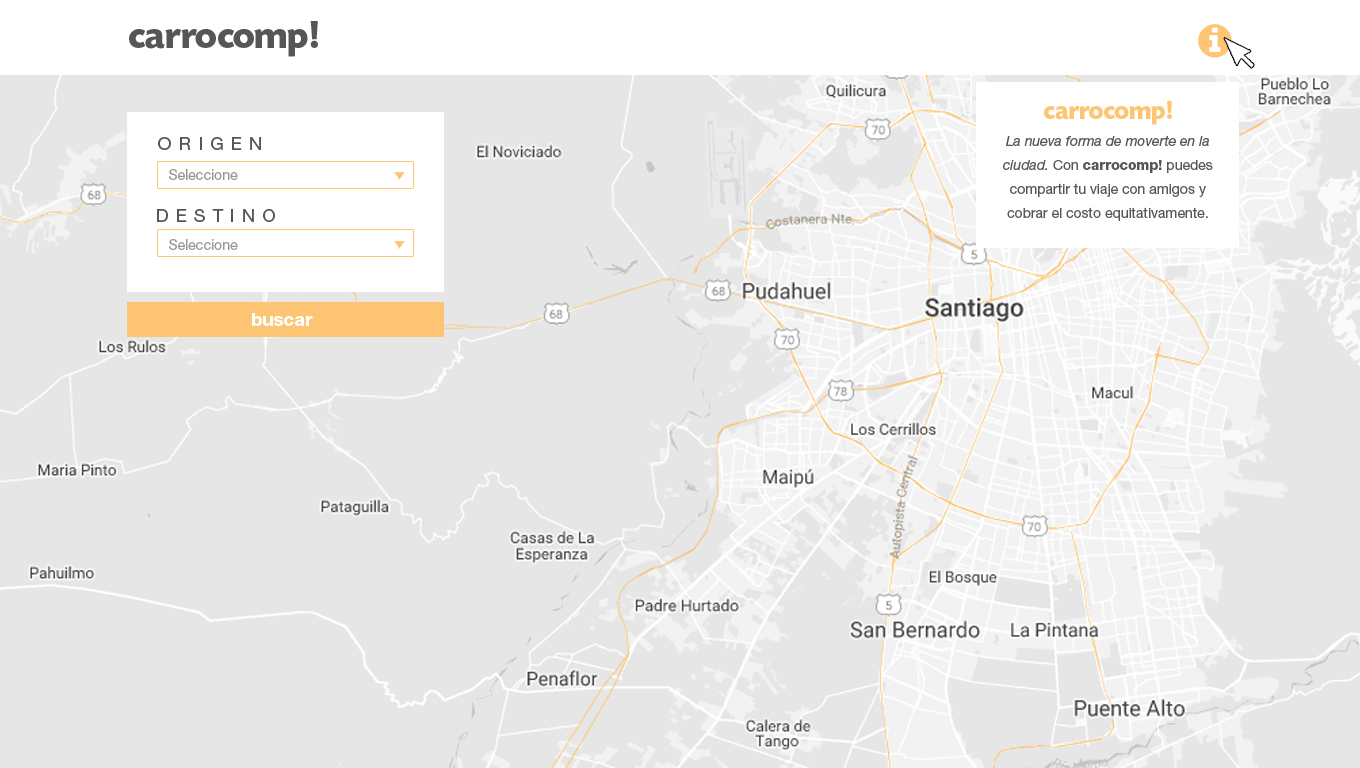 carrocomp!
i
ORIGEN
Seleccione
DESTINO
Seleccione
buscar
carrocomp!
La nueva forma de moverte en la
ciudad. Con carrocomp! puedes
compartir tu viaje con amigos y
cobrar el costo equitativamente.
Quilicura
Pueblo Lo
Barnechea
70
El Noviciado
68
Costanera Nte
5
68
Pudahuel
Santiago
68
70
Los Rulos
78
Macul
Los Cerrillos
Maria Pinto
Maipú
Autopista Central
Pataguilla
70
Casas de La
Esperanza
Pahuilmo
El Bosque
Padre Hurtado
5
San Bernardo
La Pintana
Penaflor
Puente Alto
Calera de
Tango